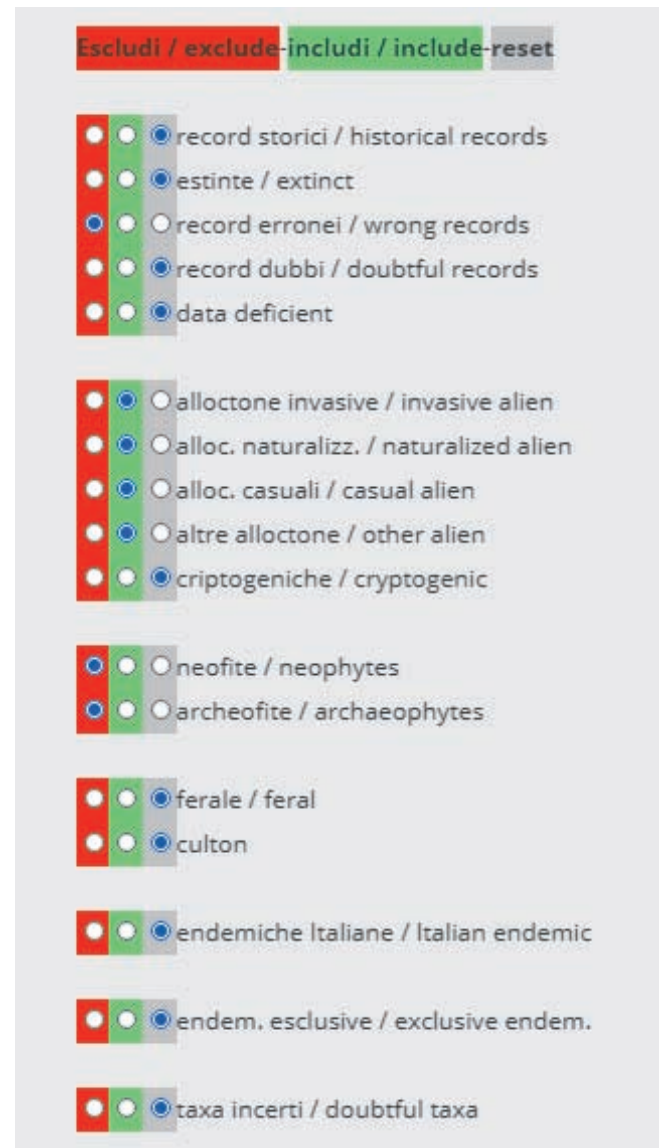 Escludi / exclude-includi / include-reset
record storici / historical records
estinte / extinct
record erronei / wrong records
record dubbi / doubtful records
data deficient
alloctone invasive / invasive alien
alloc. naturalizz. / naturalized alien
alloc. casuali / casual alien
altre alloctone / other alien
criptogeniche / cryptogenic
neofite / neophytes
archeofite / archaeophytes
ferale / feral
culton
endemiche Italiane / Italian endemic
endem. esclusive / exclusive endem.
taxa incerti / doubtful taxa